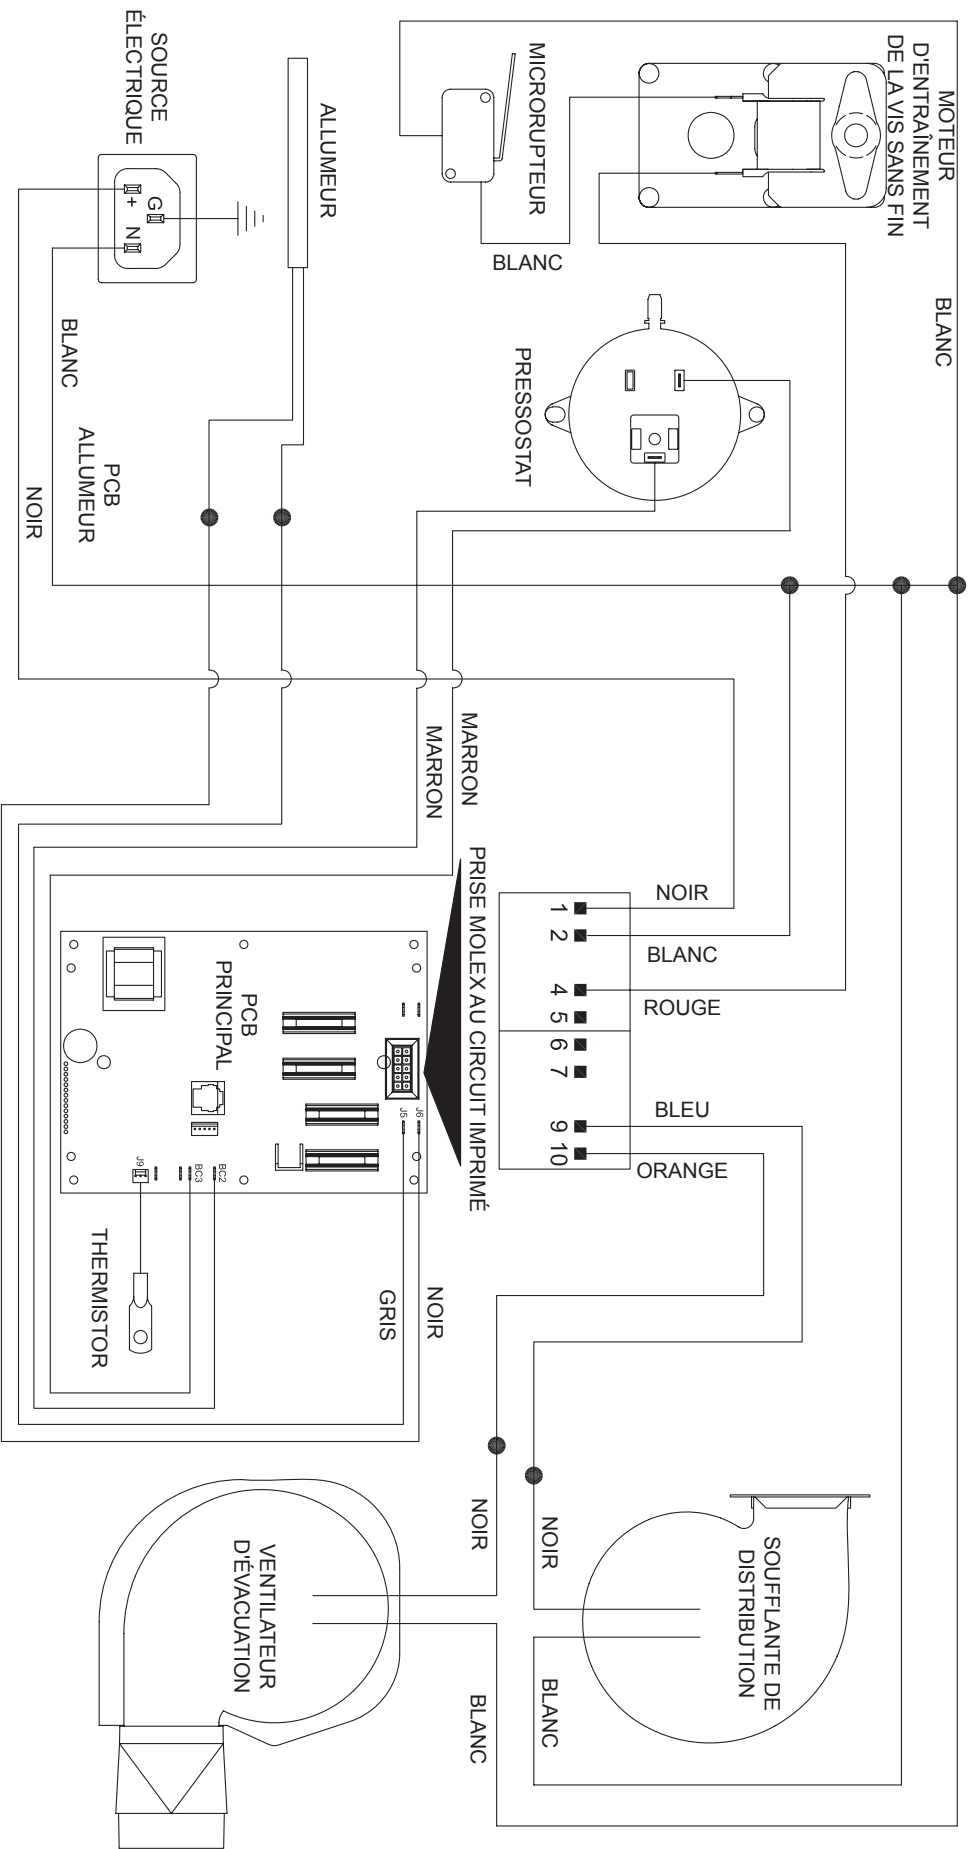 SOURCE
ÉLECTRIQUE
G
+
N
BLANC
NOIR
ALLUMEUR
PCB
ALLUMEUR
MICRORUPTEUR
MOTEUR
D'ENTRAÎNEMENT
DE LA VIS SANS FIN
BLANC
BLANC
PRESSOSTAT
MARRON
MARRON
PRISE MOLEX AU CIRCUIT IMPRIMÉ
1
2
4
5
6
7
9
10
NOIR
BLANC
ROUGE
BLEU
ORANGE
PCB
PRINCIPAL
J6
J5
BC2
BC3
J9
THERMISTOR
NOIR
GRIS
NOIR
NOIR
BLANC
BLANC
VENTILATEUR
D'ÉVACUATION
SOUFFLANTE DE
DISTRIBUTION